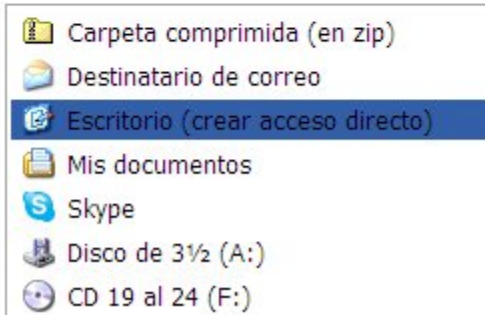 Carpeta comprimida (en zip)
Destinatario de correo
Escritorio (crear acceso directo)
Mis documentos
Skype
Disco de 3½ (A:)
CD 19 al 24 (F:)